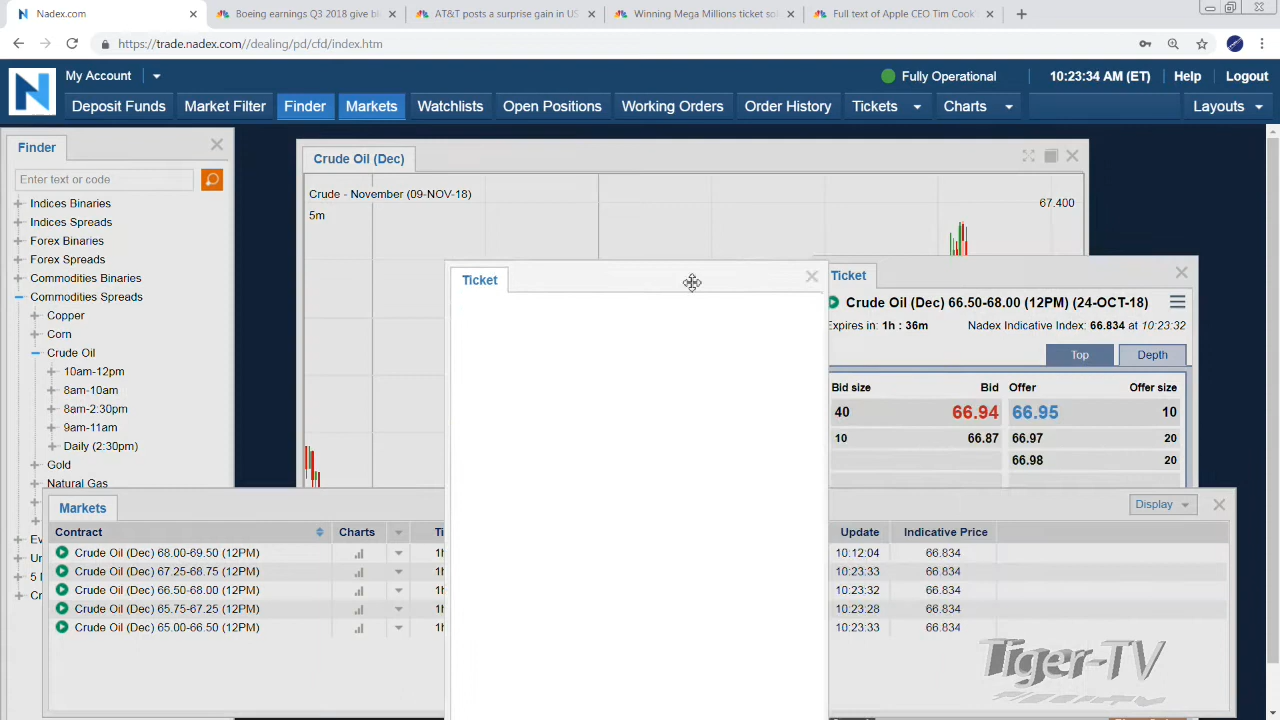 Nadex.com
Boeing earnings Q3 2018 give bl
AT&T posts a surprise gain in US
Winning Mega Millions ticket sol
Full text of Apple CEO Tim Cook'
https://trade.nadex.com//dealing/pd/cfd/index.htm
My Account
Fully Operational
10:23:34 AM (ET)
Help
Logout
Deposit Funds
Market Filter
Finder
Markets
Watchlists
Open Positions
Working Orders
Order History
Tickets
Charts
Layouts
Finder
Enter text or code
Indices Binaries
Indices Spreads
Forex Binaries
Forex Spreads
Commodities Binaries
Commodities Spreads
Copper
Corn
Crude Oil
10am-12pm
8am-10am
8am-2:30pm
9am-11am
Daily (2:30pm)
Gold
Natural Gas
Ev
Un
5 
Cr
Crude Oil (Dec)
Crude - November (09-NOV-18)
5m
67.400
Ticket
Ticket
Crude Oil (Dec) 66.50-68.00 (12PM) (24-OCT-18)
Expires in: 1h : 36m
Nadex Indicative Index: 66.834 at 10:23:32
Top
Depth
Bid size Bid Offer Offer size
40 66.94 66.95 10
10 66.87 66.97 20
66.98 20
Markets
Display
Contract Charts Ti Update Indicative Price
Crude Oil (Dec) 68.00-69.50 (12PM) 1h 10:12:04 66.834
Crude Oil (Dec) 67.25-68.75 (12PM) 1h 10:23:33 66.834
Crude Oil (Dec) 66.50-68.00 (12PM) 1h 10:23:32 66.834
Crude Oil (Dec) 65.75-67.25 (12PM) 1h 10:23:28 66.834
Crude Oil (Dec) 65.00-66.50 (12PM) 1h 10:23:33 66.834
Tiger-TV